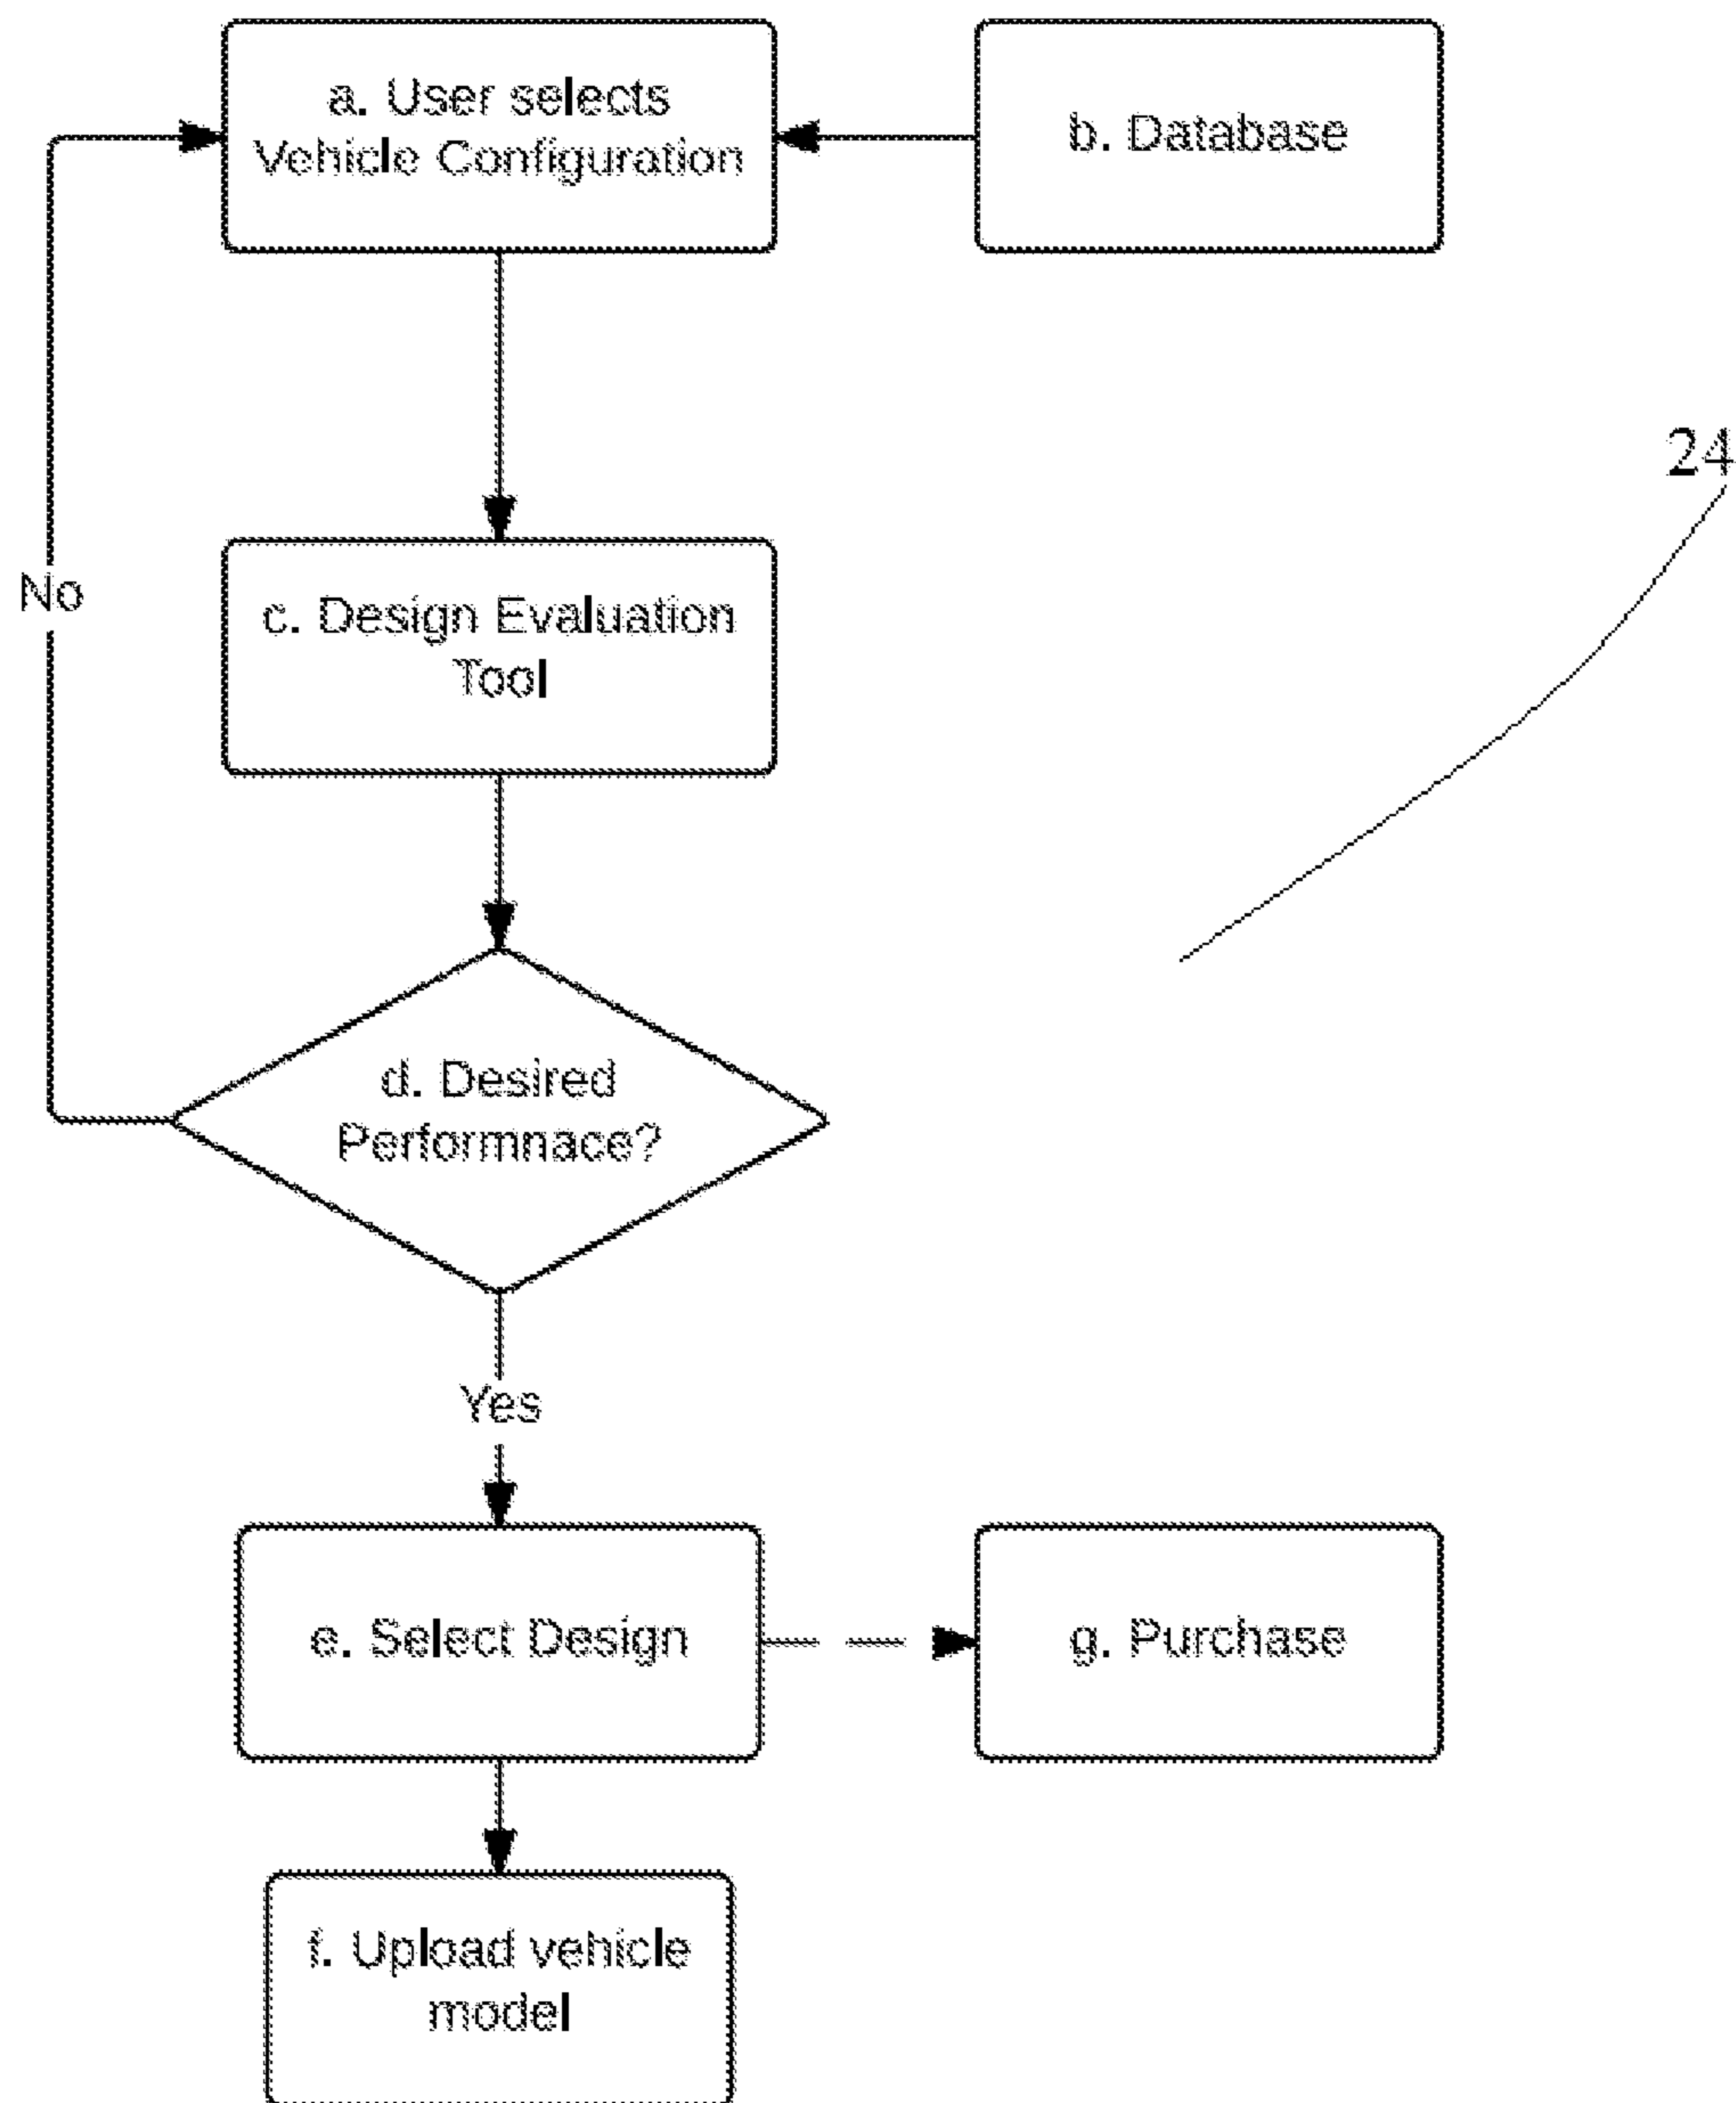 a. User selects
Vehicle Configuration
b. Database
24
No
c. Design Evaluation
Tool
d. Desired
Performnace?
Yes
e. Select Design
g. Purchase
f. Upload vehicle
model